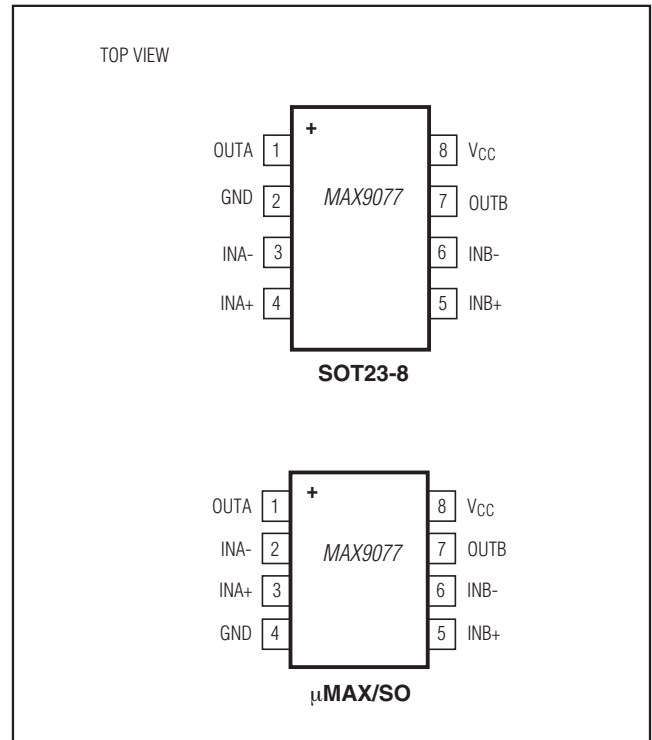 TOP VIEW
+
OUTA 1 8 VCC
GND 2 MAX9077 7 OUTB
INA- 3 6 INB-
INA+ 4 5 INB+
SOT23-8
+
OUTA 1 8 VCC
INA- 2 MAX9077 7 OUTB
INA+ 3 6 INB-
GND 4 5 INB+
μMAX/SO